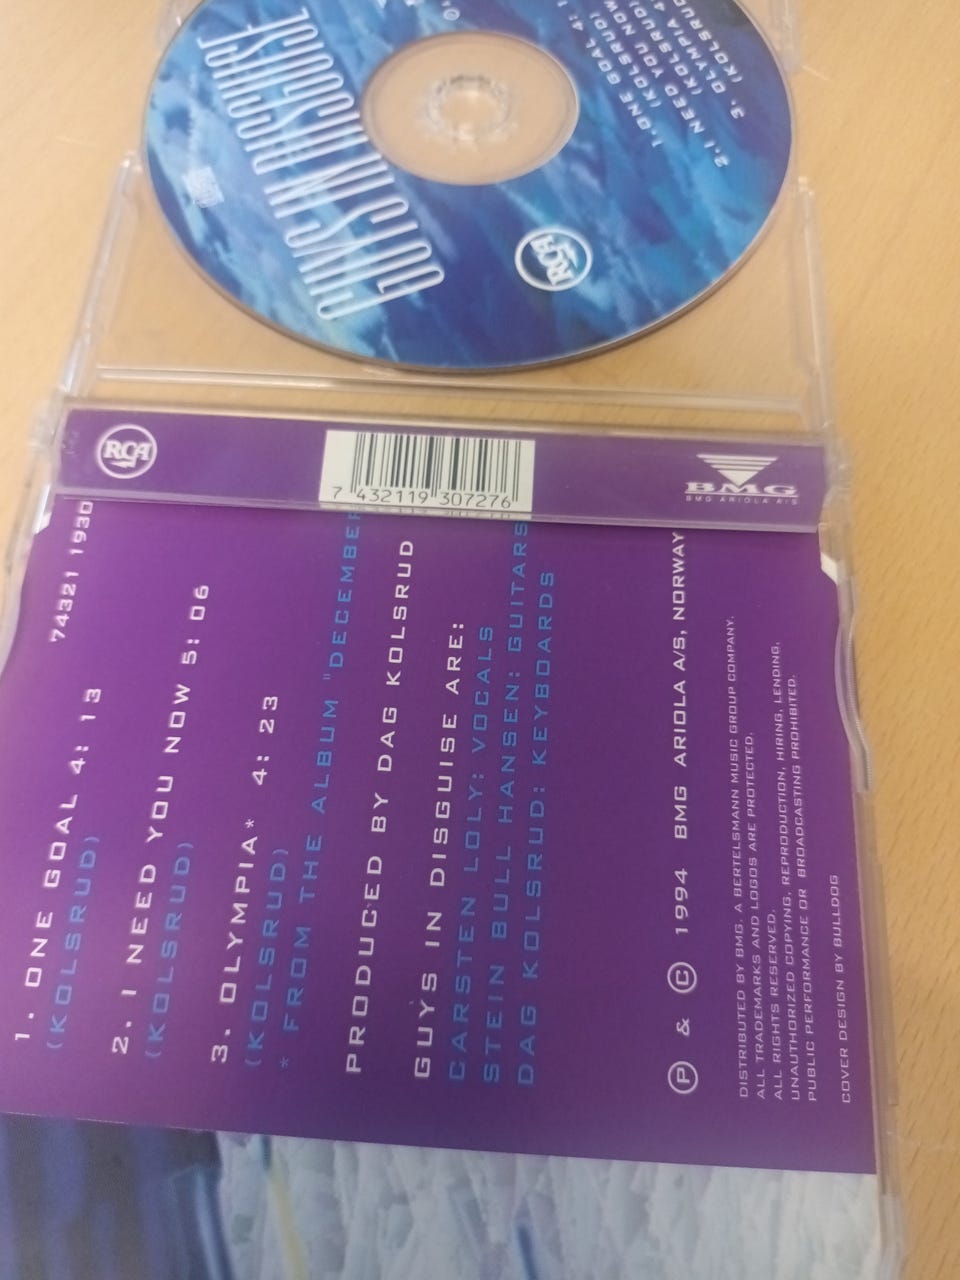 GUYS IN DISGUISE
RCA
1. ONE GOAL 4:
(KOLSRUD)
2. I NEED YOU NOW
(KOLSRUD)
3. OLYMPIA
(KOLSRUD)
RCA
7 432119 307276
BMG
BMG ARIOLA A/S
74321 1930
1. ONE GOAL 4:13
(KOLSRUD)
2. I NEED YOU NOW 5:06
(KOLSRUD)
3. OLYMPIA* 4:23
(KOLSRUD)
* FROM THE ALBUM "DECEMBER
PRODUCED BY DAG KOLSRUD
GUYS IN DISGUISE ARE:
CARSTEN LOLY: VOCALS
STEIN BULL HANSEN: GUITARS
DAG KOLSRUD: KEYBOARDS
℗ & © 1994 BMG ARIOLA A/S, NORWAY
DISTRIBUTED BY BMG. A BERTELSMANN MUSIC GROUP COMPANY.
ALL TRADEMARKS AND LOGOS ARE PROTECTED.
ALL RIGHTS RESERVED.
UNAUTHORIZED COPYING, REPRODUCTION, HIRING, LENDING,
PUBLIC PERFORMANCE OR BROADCASTING PROHIBITED.
COVER DESIGN BY BULLDOG